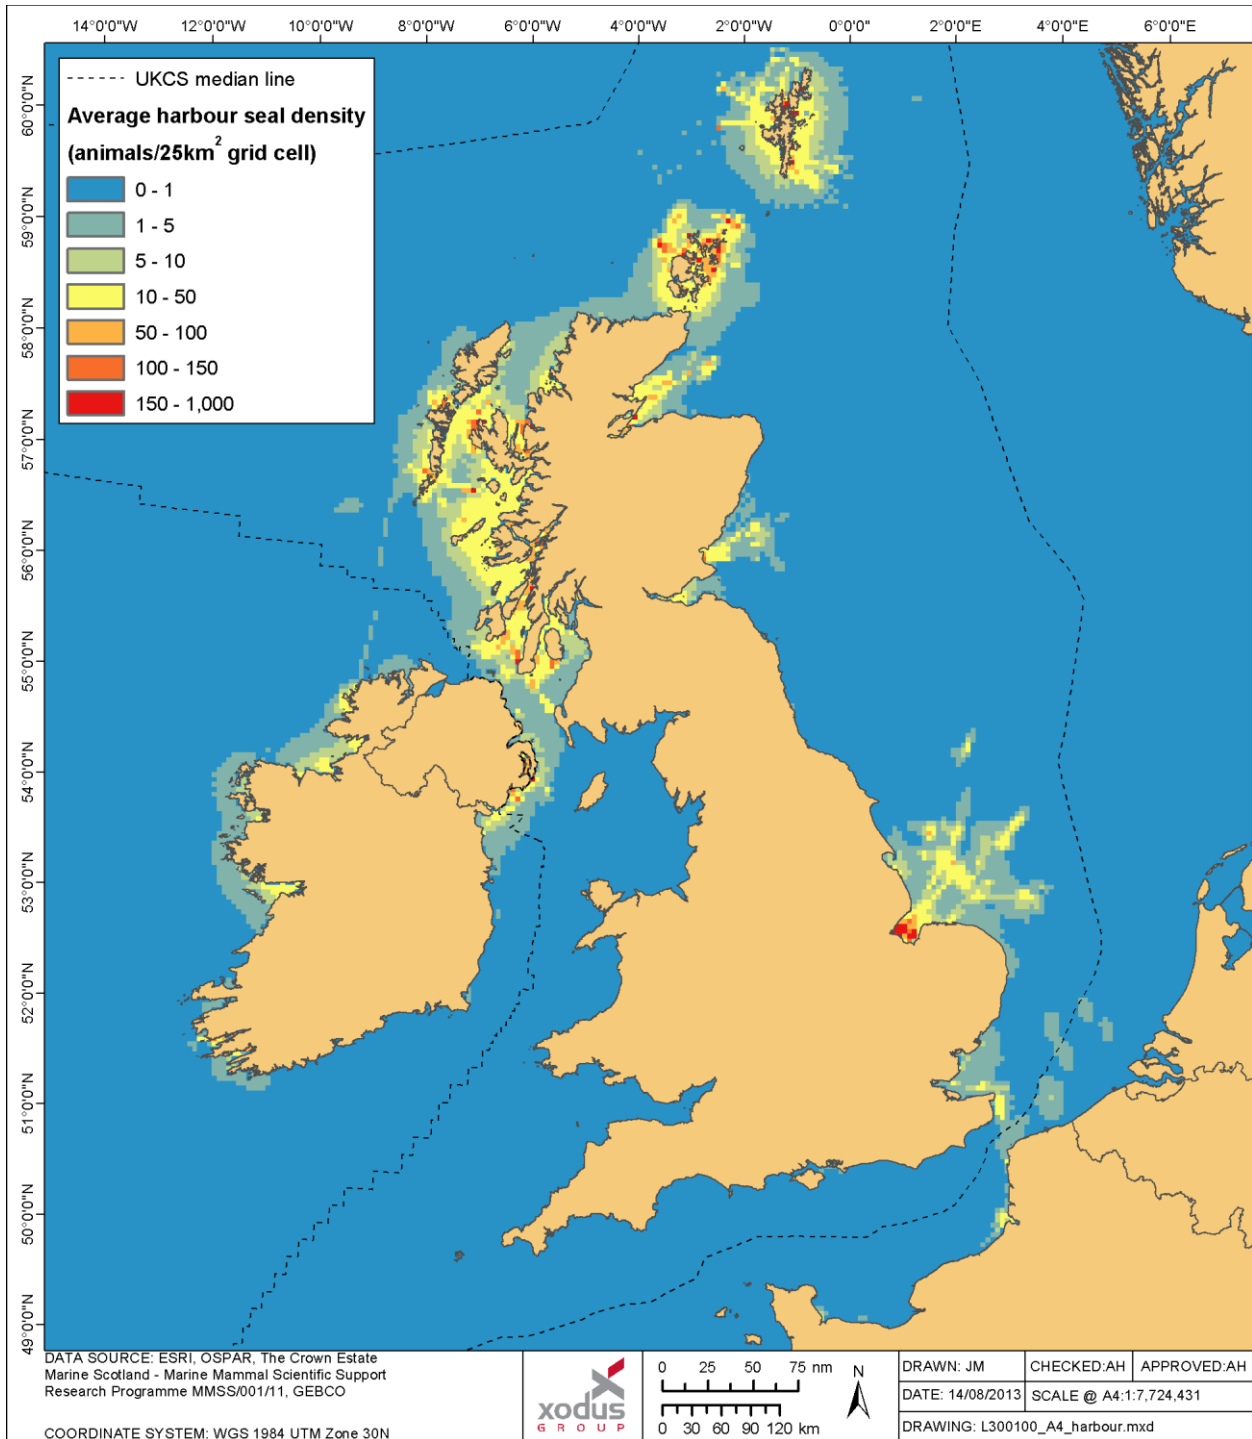 14°0'0"W 12°0'0"W 10°0'0"W 8°0'0"W 6°0'0"W 4°0'0"W 2°0'0"W 0°0'0" 2°0'0"E 4°0'0"E 6°0'0"E
60°0'0"N
59°0'0"N
58°0'0"N
57°0'0"N
56°0'0"N
55°0'0"N
54°0'0"N
53°0'0"N
52°0'0"N
51°0'0"N
50°0'0"N
49°0'0"N
UKCS median line
Average harbour seal density
(animals/25km² grid cell)
0 - 1
1 - 5
5 - 10
10 - 50
50 - 100
100 - 150
150 - 1,000
DATA SOURCE: ESRI, OSPAR, The Crown Estate
Marine Scotland - Marine Mammal Scientific Support
Research Programme MMSS/001/11, GEBCO
COORDINATE SYSTEM: WGS 1984 UTM Zone 30N
xodus
GROUP
0 25 50 75 nm
0 30 60 90 120 km
N
DRAWN: JM CHECKED:AH APPROVED:AH
DATE: 14/08/2013 SCALE @ A4:1:7,724,431
DRAWING: L300100_A4_harbour.mxd